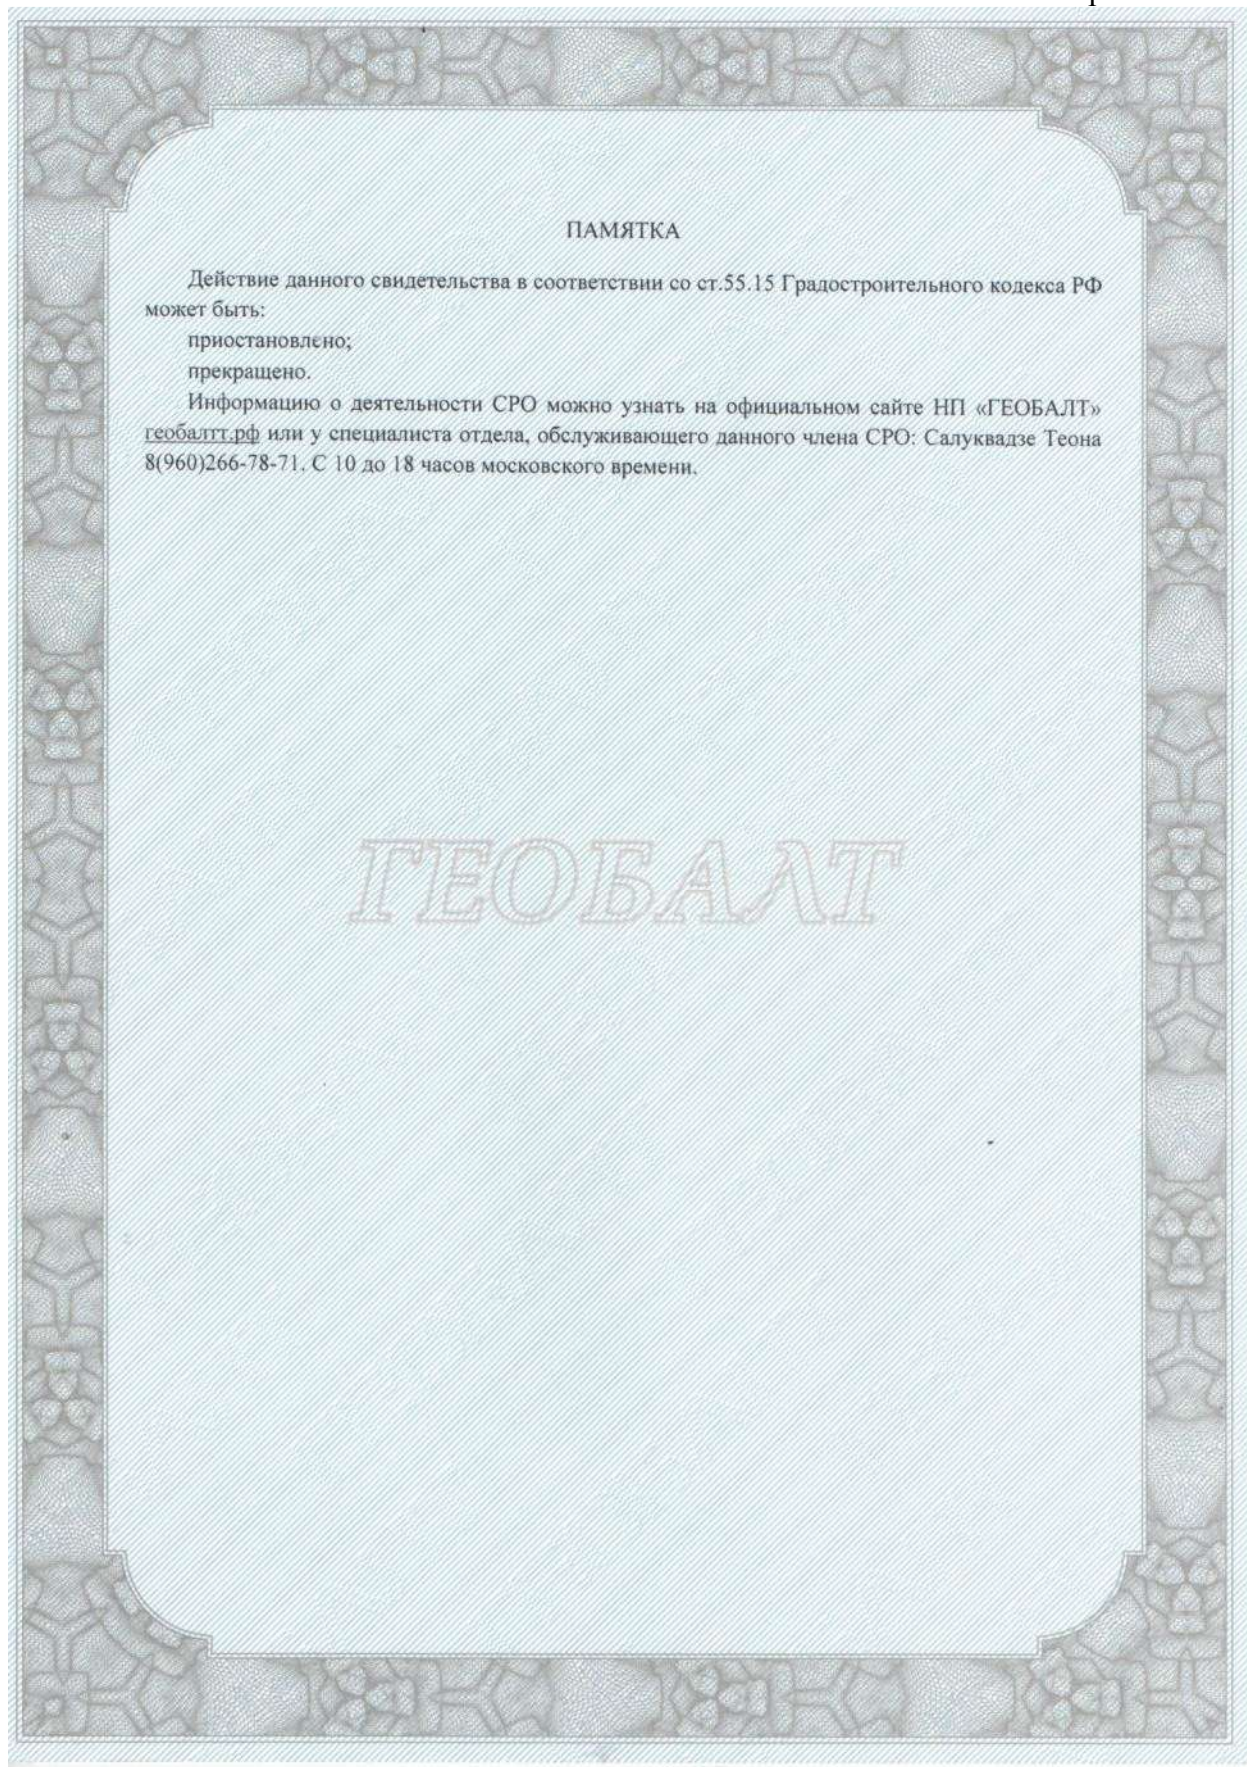 ПАМЯТКА
Действие данного свидетельства в соответствии со ст.55.15 Градостроительного кодекса РФ
может быть:
приостановлено;
прекращено.
Информацию о деятельности СРО можно узнать на официальном сайте НП «ГЕОБАЛТ»
геобалтт.рф или у специалиста отдела, обслуживающего данного члена СРО: Салуквадзе Теона
8(960)266-78-71. С 10 до 18 часов московского времени.
ГЕОБАЛТ